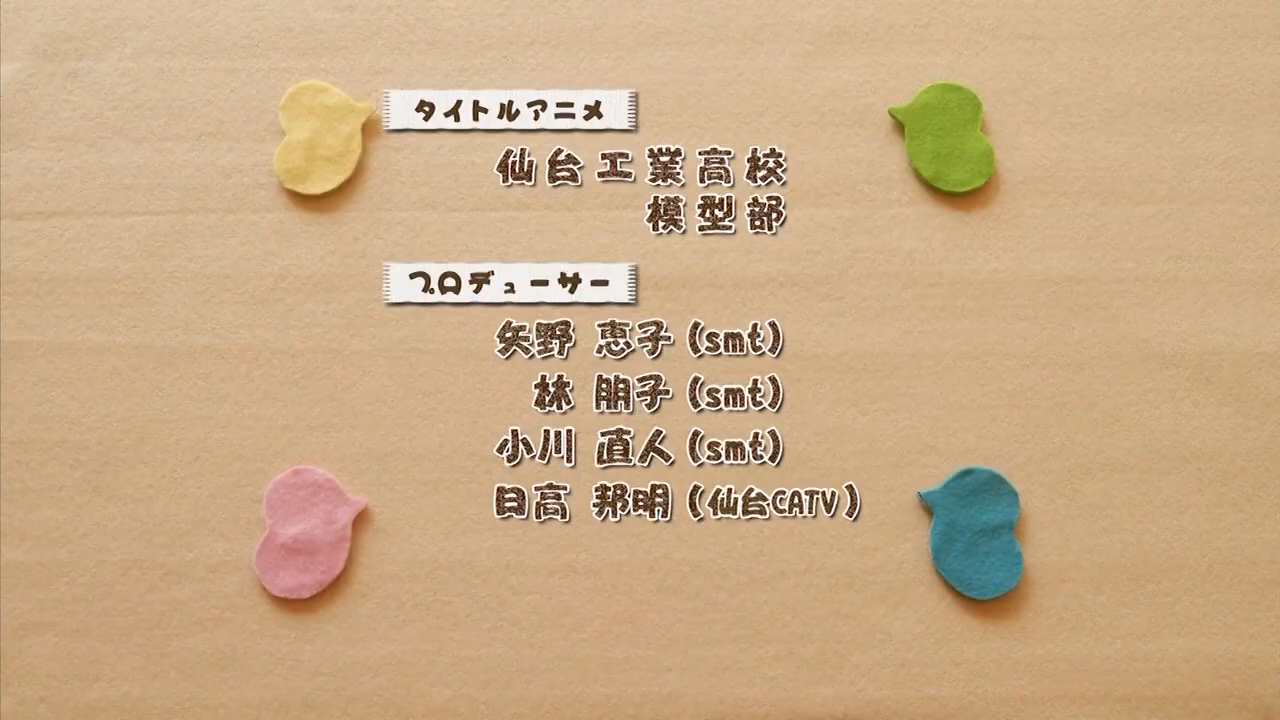 タイトルアニメ
仙台工業高校
模型部
プロデューサー
矢野 恵子 (smt)
林 朋子 (smt)
小川 直人 (smt)
日高 邦明 (仙台CATV)